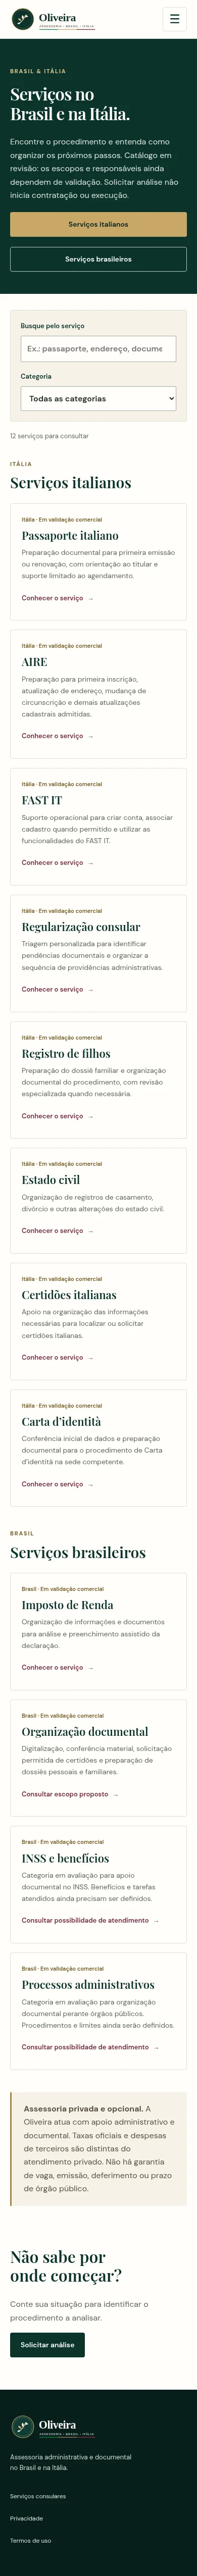 Oliveira
ASSESSORIA · BRASIL · ITÁLIA
☰
BRASIL & ITÁLIA
Serviços no
Brasil e na Itália.
Encontre o procedimento e entenda como
organizar os próximos passos. Catálogo em
revisão: os escopos e responsáveis ainda
dependem de validação. Solicitar análise não
inicia contratação ou execução.
Serviços italianos
Serviços brasileiros
Busque pelo serviço
Ex.: passaporte, endereço, docume
Categoria
Todas as categorias
12 serviços para consultar
ITÁLIA
Serviços italianos
Itália · Em validação comercial
Passaporte italiano
Preparação documental para primeira emissão
ou renovação, com orientação ao titular e
suporte limitado ao agendamento.
Conhecer o serviço →
Itália · Em validação comercial
AIRE
Preparação para primeira inscrição,
atualização de endereço, mudança de
circunscrição e demais atualizações
cadastrais admitidas.
Conhecer o serviço →
Itália · Em validação comercial
FAST IT
Suporte operacional para criar conta, associar
cadastro quando permitido e utilizar as
funcionalidades do FAST IT.
Conhecer o serviço →
Itália · Em validação comercial
Regularização consular
Triagem personalizada para identificar
pendências documentais e organizar a
sequência de providências administrativas.
Conhecer o serviço →
Itália · Em validação comercial
Registro de filhos
Preparação do dossiê familiar e organização
documental do procedimento, com revisão
especializada quando necessária.
Conhecer o serviço →
Itália · Em validação comercial
Estado civil
Organização de registros de casamento,
divórcio e outras alterações do estado civil.
Conhecer o serviço →
Itália · Em validação comercial
Certidões italianas
Apoio na organização das informações
necessárias para localizar ou solicitar
certidões italianas.
Conhecer o serviço →
Itália · Em validação comercial
Carta d’identità
Conferência inicial de dados e preparação
documental para o procedimento de Carta
d’identità na sede competente.
Conhecer o serviço →
BRASIL
Serviços brasileiros
Brasil · Em validação comercial
Imposto de Renda
Organização de informações e documentos
para análise e preenchimento assistido da
declaração.
Conhecer o serviço →
Brasil · Em validação comercial
Organização documental
Digitalização, conferência material, solicitação
permitida de certidões e preparação de
dossiês pessoais e familiares.
Consultar escopo proposto →
Brasil · Em validação comercial
INSS e benefícios
Categoria em avaliação para apoio
documental no INSS. Benefícios e tarefas
atendidos ainda precisam ser definidos.
Consultar possibilidade de atendimento →
Brasil · Em validação comercial
Processos administrativos
Categoria em avaliação para organização
documental perante órgãos públicos.
Procedimentos e limites ainda serão definidos.
Consultar possibilidade de atendimento →
Assessoria privada e opcional. A
Oliveira atua com apoio administrativo e
documental. Taxas oficiais e despesas
de terceiros são distintas do
atendimento privado. Não há garantia
de vaga, emissão, deferimento ou prazo
de órgão público.
Não sabe por
onde começar?
Conte sua situação para identificar o
procedimento a analisar.
Solicitar análise
Oliveira
ASSESSORIA · BRASIL · ITÁLIA
Assessoria administrativa e documental
no Brasil e na Itália.
Serviços consulares
Privacidade
Termos de uso